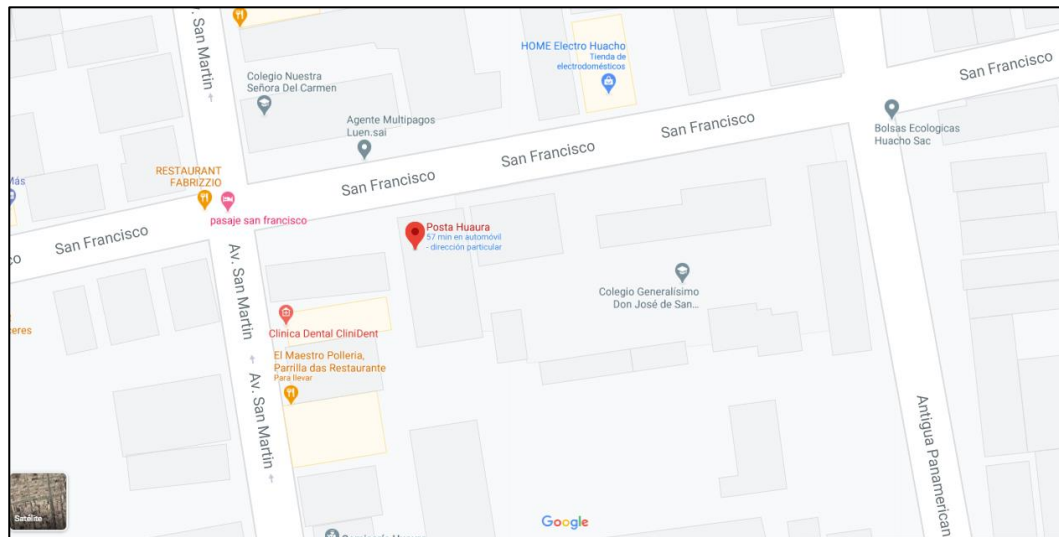 San Martin
HOME Electro Huacho
Tienda de
electrodomésticos
San Francisco
Colegio Nuestra
Señora Del Carmen
Agente Multipagos
Luen.sai
San Francisco
Bolsas Ecologicas
Huacho Sac
San Francisco
RESTAURANT
FABRIZZIO
Más
San Francisco
pasaje san francisco
Posta Huaura
57 min en automóvil
- dirección particular
San Francisco
co
Av. San Martin
Colegio Generalísimo
Don José de San...
Clinica Dental CliniDent
ceres
El Maestro Polleria,
Parrilla das Restaurante
Para llevar
Av. San Martin
Antigua Panamerican
Satélite
Google